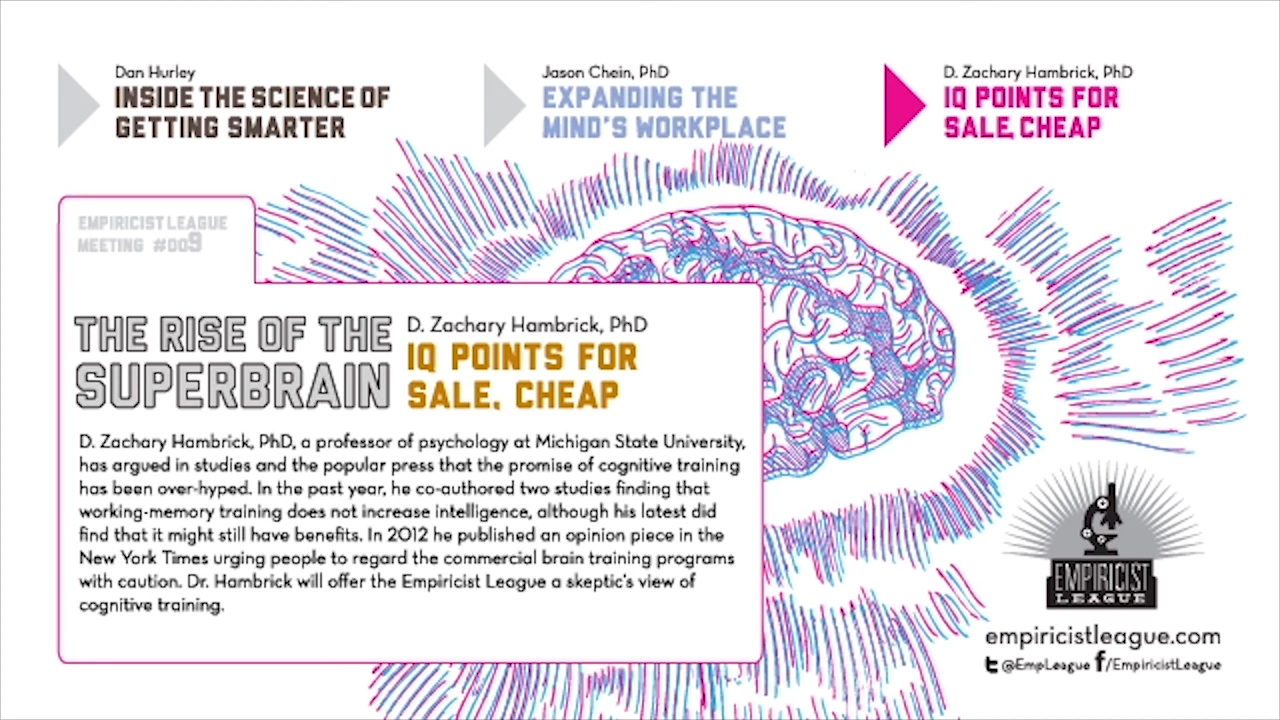 Dan Hurley
INSIDE THE SCIENCE OF
GETTING SMARTER
Jason Chein, PhD
EXPANDING THE
MIND'S WORKPLACE
D. Zachary Hambrick, PhD
IQ POINTS FOR
SALE, CHEAP
EMPIRICIST LEAGUE
MEETING #009
THE RISE OF THE
SUPERBRAIN
D. Zachary Hambrick, PhD
IQ POINTS FOR
SALE, CHEAP
D. Zachary Hambrick, PhD, a professor of psychology at Michigan State University,
has argued in studies and the popular press that the promise of cognitive training
has been over-hyped. In the past year, he co-authored two studies finding that
working-memory training does not increase intelligence, although his latest did
find that it might still have benefits. In 2012 he published an opinion piece in the
New York Times urging people to regard the commercial brain training programs
with caution. Dr. Hambrick will offer the Empiricist League a skeptic's view of
cognitive training.
EMPIRICIST
LEAGUE
empiricistleague.com
@EmpLeague f/EmpiricistLeague